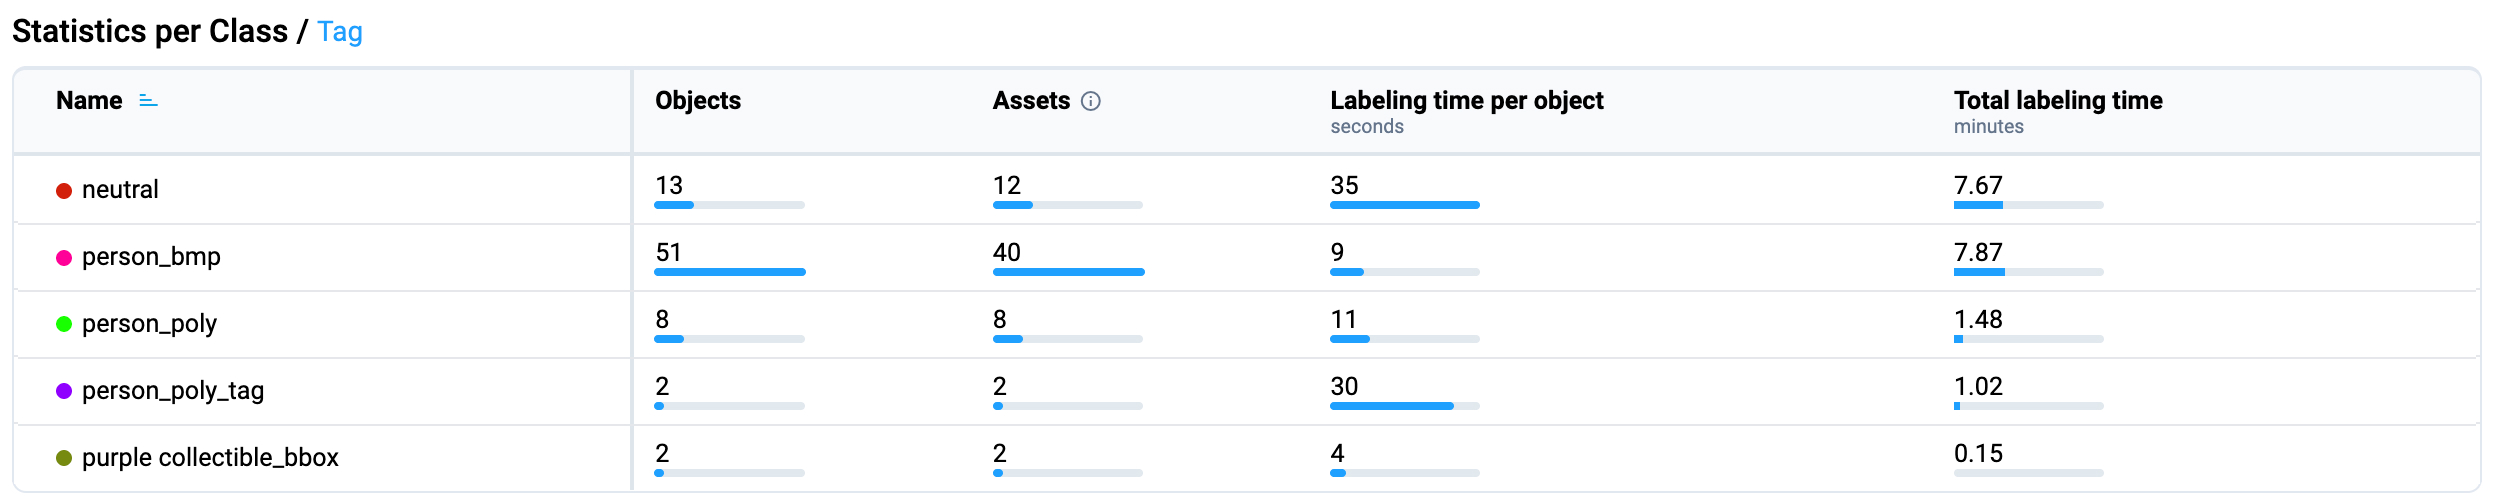 Statistics per Class / Tag
Name Objects Assets Labeling time per object Total labeling time
seconds minutes
neutral 13 12 35 7.67
person_bmp 51 40 9 7.87
person_poly 8 8 11 1.48
person_poly_tag 2 2 30 1.02
purple collectible_bbox 2 2 4 0.15